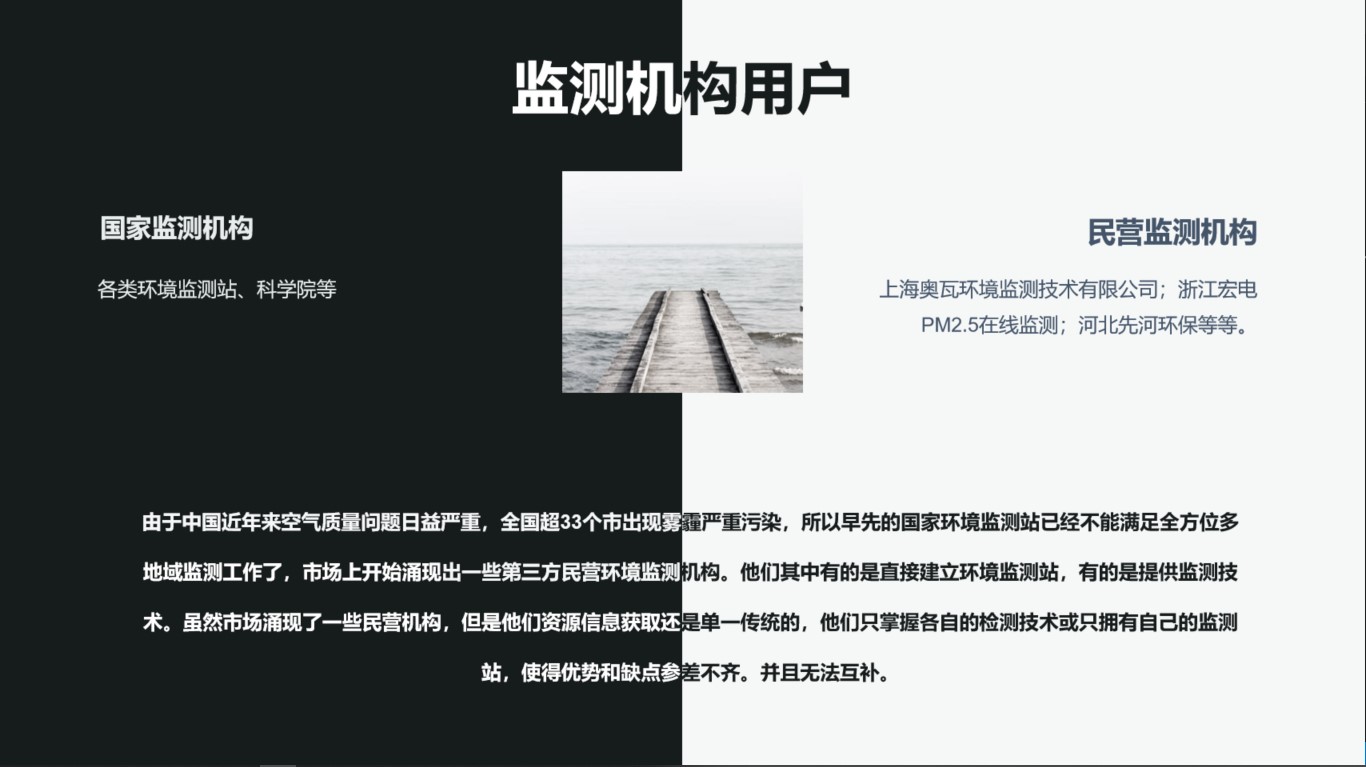 监测机构用户
国家监测机构
各类环境监测站、科学院等
民营监测机构
上海奥瓦环境监测技术有限公司；浙江宏电
PM2.5在线监测；河北先河环保等等。
由于中国近年来空气质量问题日益严重，全国超33个市出现雾霾严重污染，所以早先的国家环境监测站已经不能满足全方位多
地域监测工作了，市场上开始涌现出一些第三方民营环境监测机构。他们其中有的是直接建立环境监测站，有的是提供监测技
术。虽然市场涌现了一些民营机构，但是他们资源信息获取还是单一传统的，他们只掌握各自的检测技术或只拥有自己的监测
站，使得优势和缺点参差不齐。并且无法互补。